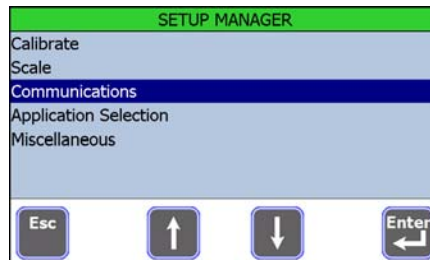 SETUP MANAGER
Calibrate
Scale
Communications
Application Selection
Miscellaneous
Esc
Enter